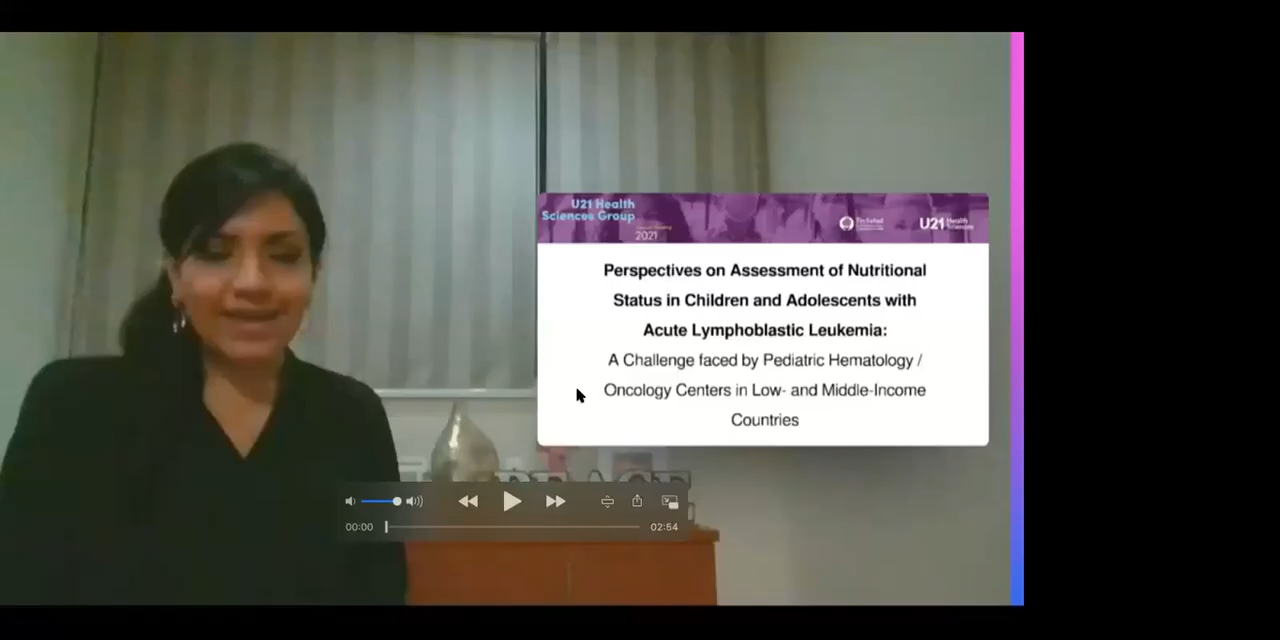 U21 Health
Sciences Group
2021
U21 Health
Sciences
Perspectives on Assessment of Nutritional
Status in Children and Adolescents with
Acute Lymphoblastic Leukemia:
A Challenge faced by Pediatric Hematology /
Oncology Centers in Low- and Middle-Income
Countries
00:00
02:54